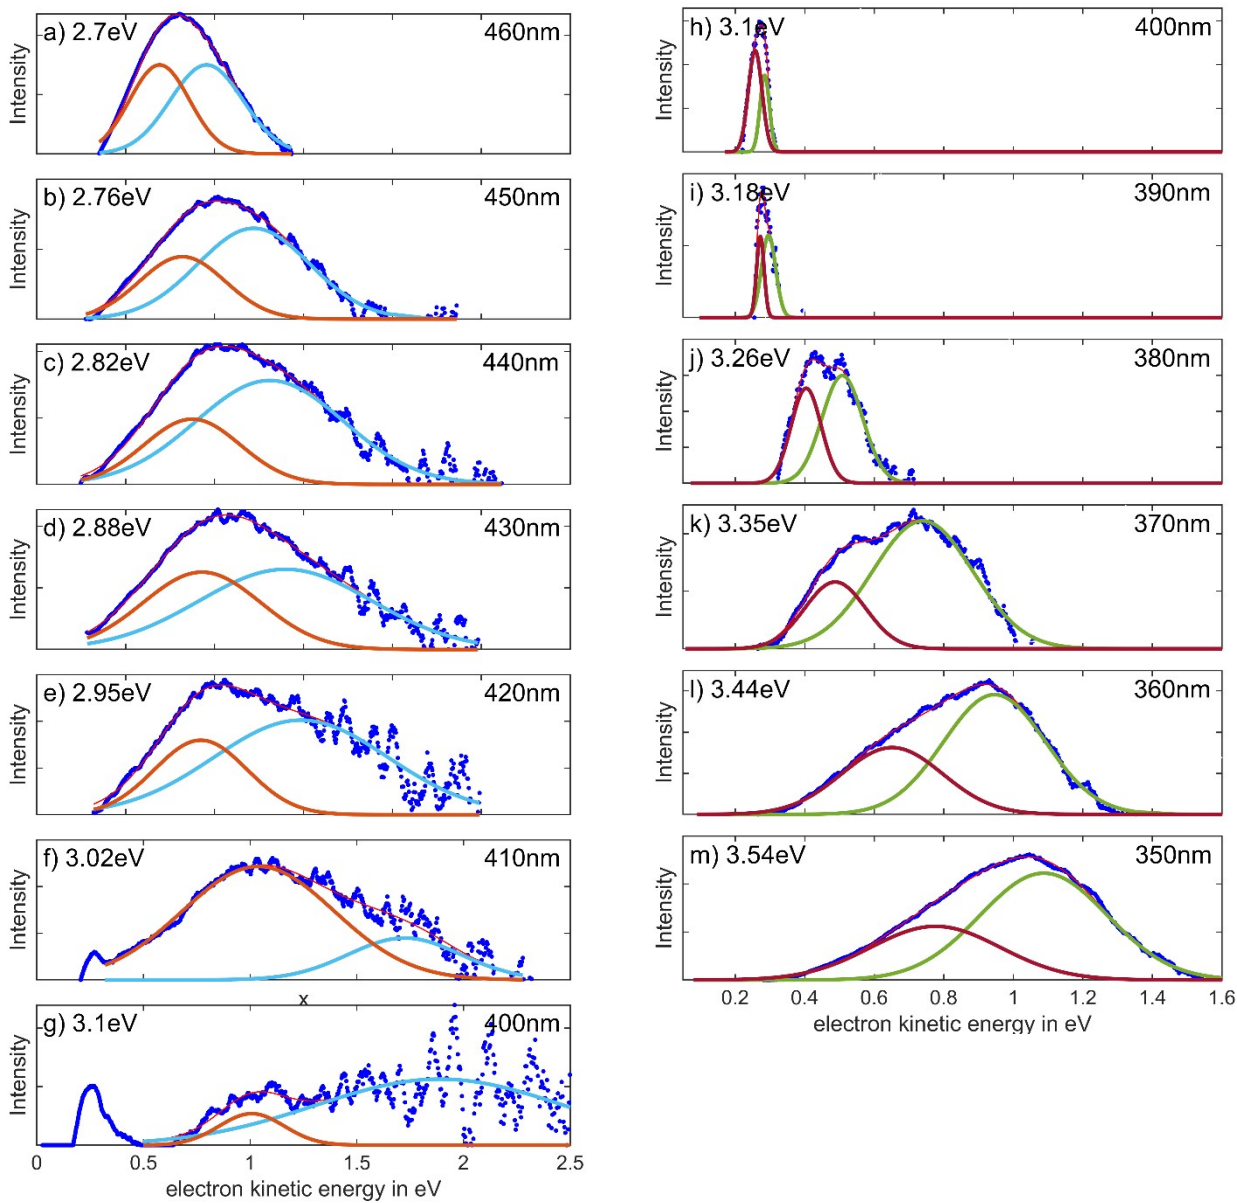 a) 2.7eV 460nm
Intensity
b) 2.76eV 450nm
Intensity
c) 2.82eV 440nm
Intensity
d) 2.88eV 430nm
Intensity
e) 2.95eV 420nm
Intensity
f) 3.02eV 410nm
Intensity
x
g) 3.1eV 400nm
Intensity
0 0.5 1 1.5 2 2.5
electron kinetic energy in eV
h) 3.1eV 400nm
Intensity
i) 3.18eV 390nm
Intensity
j) 3.26eV 380nm
Intensity
k) 3.35eV 370nm
Intensity
l) 3.44eV 360nm
Intensity
m) 3.54eV 350nm
Intensity
0.2 0.4 0.6 0.8 1 1.2 1.4 1.6
electron kinetic energy in eV